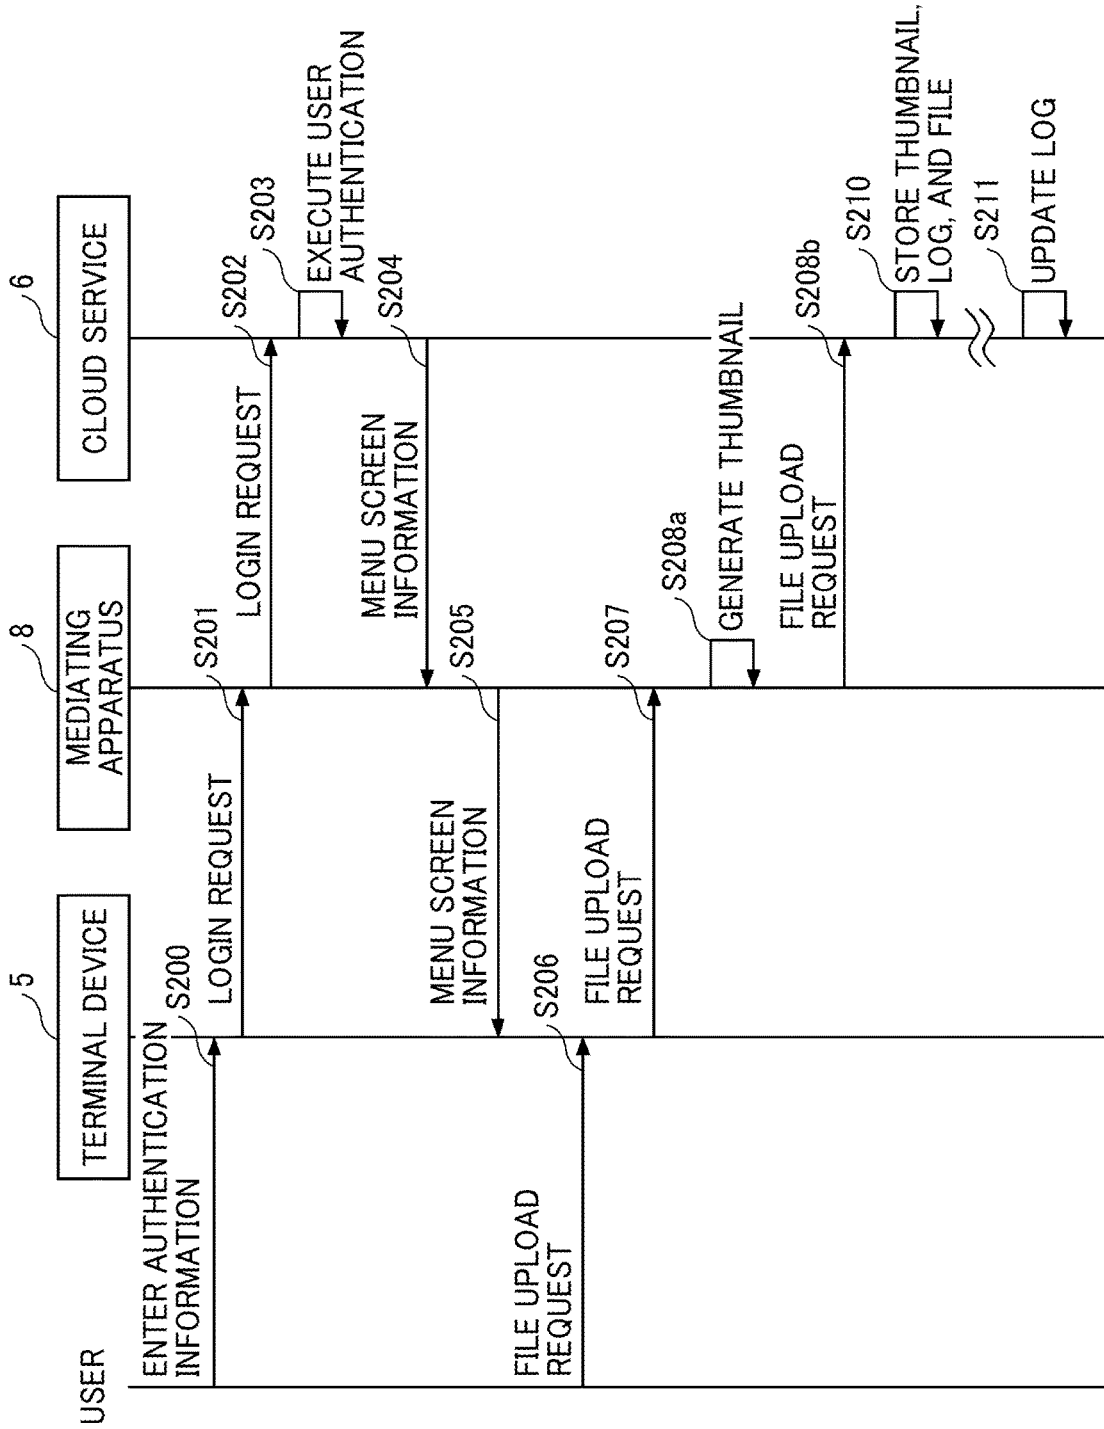 USER
5
TERMINAL DEVICE
8
MEDIATING
APPARATUS
6
CLOUD SERVICE
ENTER AUTHENTICATION
INFORMATION
S200
LOGIN REQUEST
S201
LOGIN REQUEST
S202
S203
EXECUTE USER
AUTHENTICATION
MENU SCREEN
INFORMATION
S204
MENU SCREEN
INFORMATION
S205
FILE UPLOAD
REQUEST
S206
FILE UPLOAD
REQUEST
S207
S208a
GENERATE THUMBNAIL
FILE UPLOAD
REQUEST
S208b
S210
STORE THUMBNAIL,
LOG, AND FILE
S211
UPDATE LOG